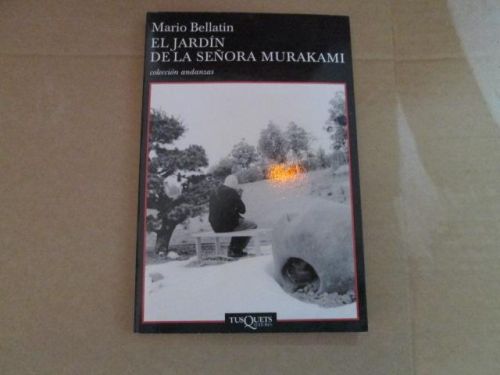 Mario Bellatin
EL JARDÍN
DE LA SEÑORA MURAKAMI
colección andanzas
TUSQUETS
EDITORES